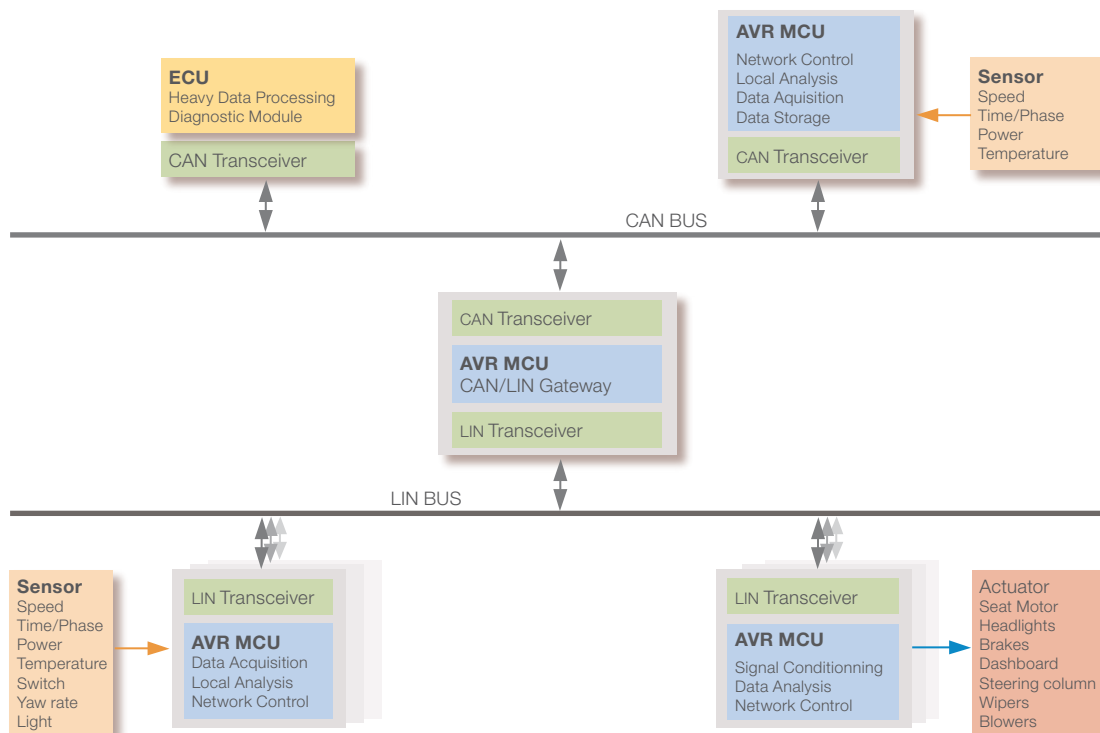 ECU
Heavy Data Processing
Diagnostic Module
CAN Transceiver
AVR MCU
Network Control
Local Analysis
Data Aquisition
Data Storage
CAN Transceiver
Sensor
Speed
Time/Phase
Power
Temperature
CAN BUS
CAN Transceiver
AVR MCU
CAN/LIN Gateway
LIN Transceiver
LIN BUS
Sensor
Speed
Time/Phase
Power
Temperature
Switch
Yaw rate
Light
LIN Transceiver
AVR MCU
Data Acquisition
Local Analysis
Network Control
LIN Transceiver
AVR MCU
Signal Conditionning
Data Analysis
Network Control
Actuator
Seat Motor
Headlights
Brakes
Dashboard
Steering column
Wipers
Blowers